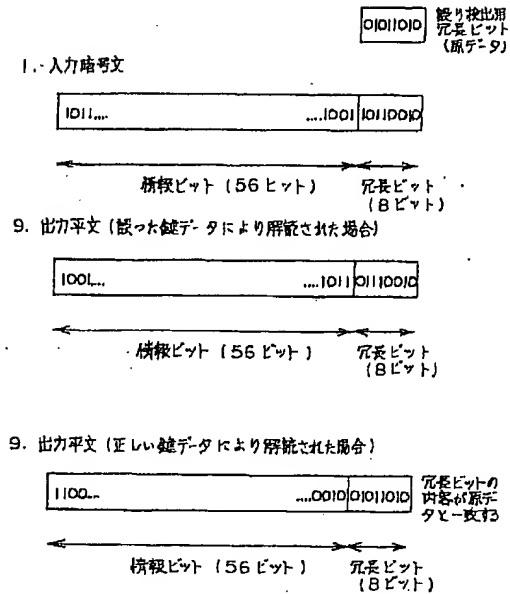 01011010
誤り検出用
冗長ビット
(原データ)
1. 入力暗号文
1011.... ....1001 10110010
情報ビット (56 ビット)
冗長ビット
(8ビット)
9. 出力平文 (誤った鍵データにより解読された場合)
1001.... ....1011 01110010
情報ビット (56 ビット)
冗長ビット
(8ビット)
9. 出力平文 (正しい鍵データにより解読された場合)
1100... ....0010 01011010
冗長ビットの
内容が原デー
タと一致する
情報ビット (56 ビット)
冗長ビット
(8ビット)